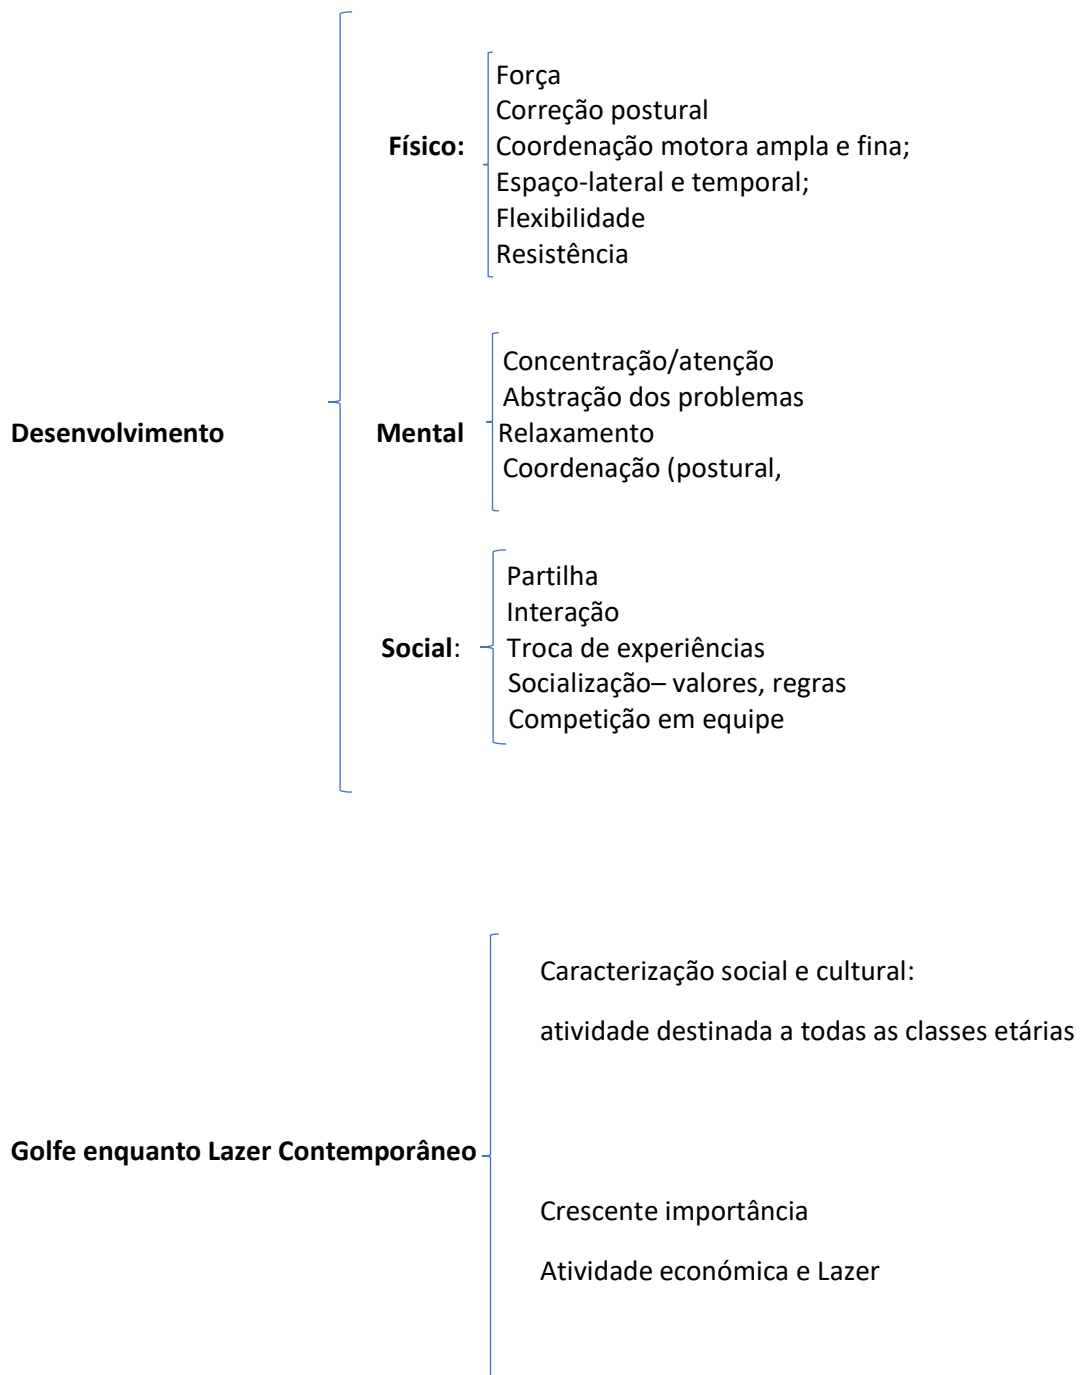 Força
Correção postural
Físico: Coordenação motora ampla e fina;
Espaço-lateral e temporal;
Flexibilidade
Resistência
Concentração/atenção
Abstração dos problemas
Desenvolvimento Mental Relaxamento
Coordenação (postural,
Partilha
Interação
Social: Troca de experiências
Socialização– valores, regras
Competição em equipe
Caracterização social e cultural:
atividade destinada a todas as classes etárias
Golfe enquanto Lazer Contemporâneo
Crescente importância
Atividade económica e Lazer